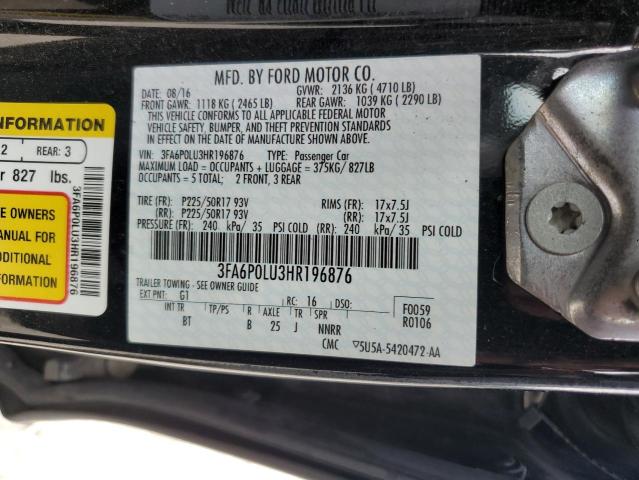 MFD. BY FORD MOTOR CO.
DATE: 08/16
GVWR: 2136 KG ( 4710 LB)
FRONT GAWR: 1118 KG ( 2465 LB)
REAR GAWR: 1039 KG ( 2290 LB)
THIS VEHICLE CONFORMS TO ALL APPLICABLE FEDERAL MOTOR
VEHICLE SAFETY, BUMPER, AND THEFT PREVENTION STANDARDS
IN EFFECT ON THE DATE OF MANUFACTURE SHOWN ABOVE.
VIN: 3FA6P0LU3HR196876 TYPE: Passenger Car
MAXIMUM LOAD = OCCUPANTS + LUGGAGE = 375KG/ 827LB
OCCUPANTS = 5 TOTAL: 2 FRONT, 3 REAR
TIRE (FR): P225/50R17 93V RIMS (FR): 17x7.5J
(RR): P225/50R17 93V (RR): 17x7.5J
PRESSURE (FR): 240 kPa/ 35 PSI COLD (RR): 240 kPa/ 35 PSI COLD
3FA6P0LU3HR196876
TRAILER TOWING - SEE OWNER GUIDE
EXT PNT: G1 RC: 16 DSO:
F0059
R0106
INT TR TP/PS R AXLE TR SPR
BT B 25 J NNRR
CMC ▽5U5A-5420472-AA
INFORMATION
2 REAR: 3
r 827 lbs.
E OWNERS
ANUAL FOR
DDITIONAL
ORMATION
3FA6P0LU3HR196876